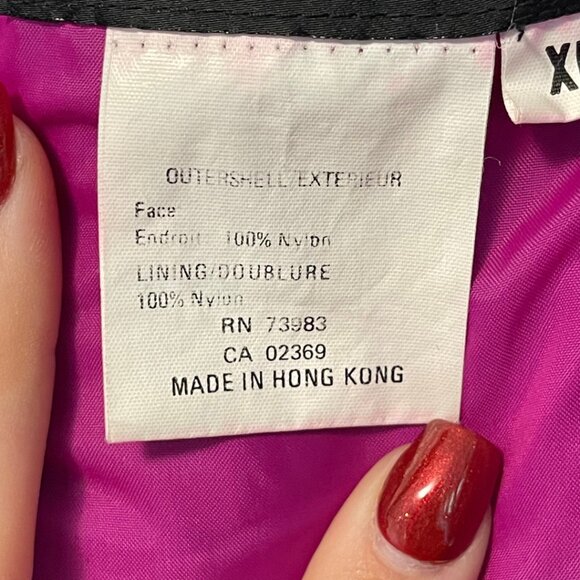 OUTERSHELL/EXTERIEUR
Face
Endroit 100% Nylon
LINING/DOUBLURE
100% Nylon
RN 73983
CA 02369
MADE IN HONG KONG